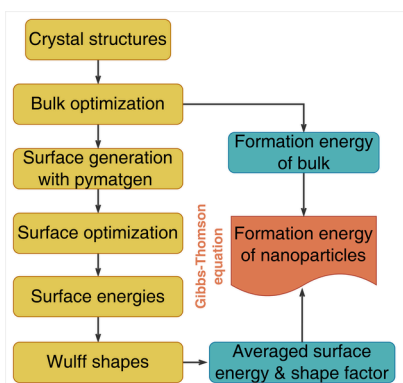 Crystal structures
Bulk optimization
Surface generation
with pymatgen
Surface optimization
Surface energies
Wulff shapes
Formation energy
of bulk
Gibbs-Thomson
equation
Formation energy
of nanoparticles
Averaged surface
energy & shape factor